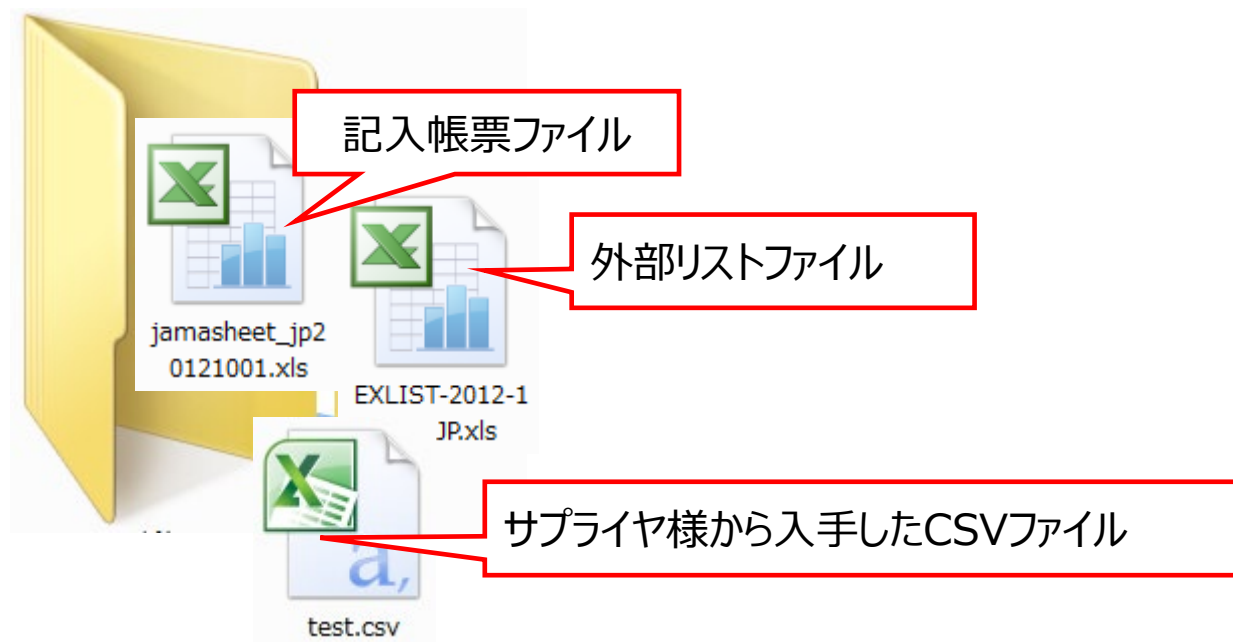 記入帳票ファイル
外部リストファイル
jamasheet_jp2
0121001.xls
EXLIST-2012-1
JP.xls
サプライヤ様から入手したCSVファイル
a,
test.csv